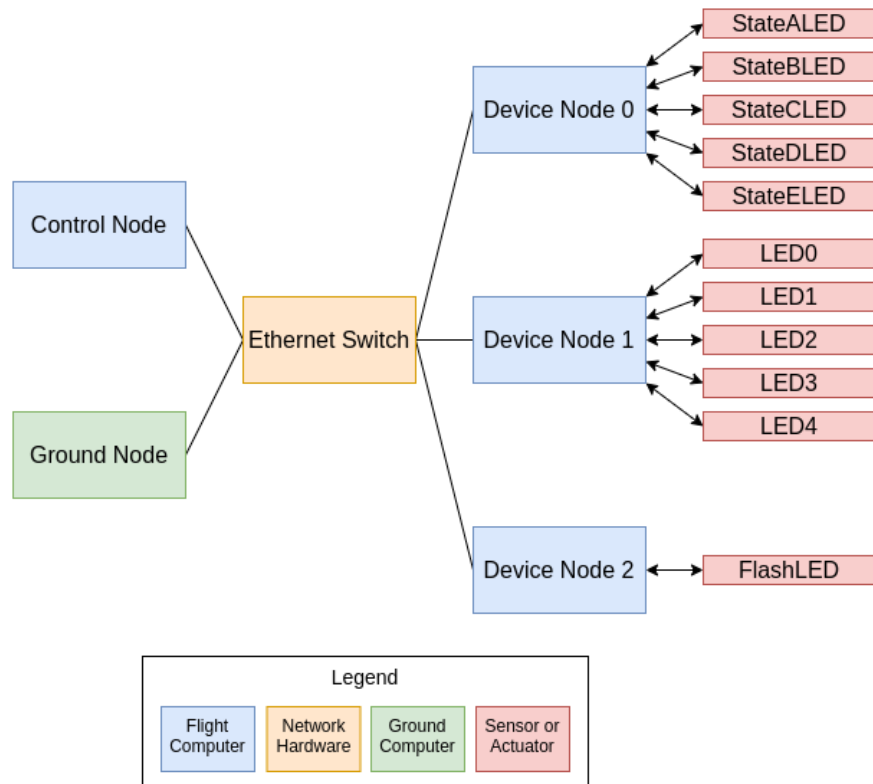 StateALED
StateBLED
Device Node 0
StateCLED
StateDLED
StateELED
Control Node
LED0
LED1
Ethernet Switch
Device Node 1
LED2
LED3
LED4
Ground Node
Device Node 2
FlashLED
Legend
Flight
Computer
Network
Hardware
Ground
Computer
Sensor or
Actuator